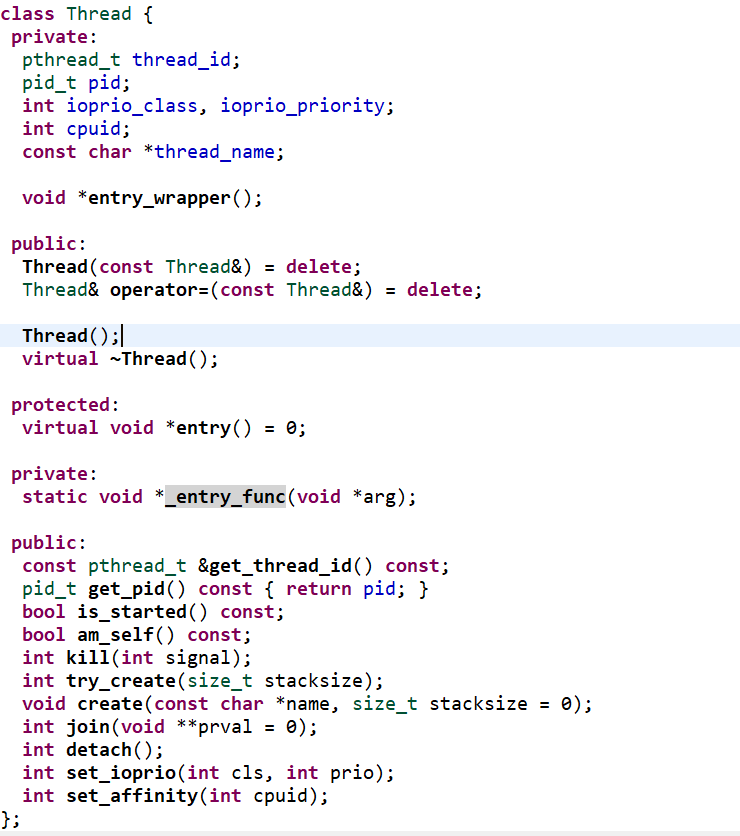 class Thread {
 private:
  pthread_t thread_id;
  pid_t pid;
  int ioprio_class, ioprio_priority;
  int cpuid;
  const char *thread_name;

  void *entry_wrapper();

 public:
  Thread(const Thread&) = delete;
  Thread& operator=(const Thread&) = delete;

  Thread();
  virtual ~Thread();

 protected:
  virtual void *entry() = 0;

 private:
  static void *_entry_func(void *arg);

 public:
  const pthread_t &get_thread_id() const;
  pid_t get_pid() const { return pid; }
  bool is_started() const;
  bool am_self() const;
  int kill(int signal);
  int try_create(size_t stacksize);
  void create(const char *name, size_t stacksize = 0);
  int join(void **prval = 0);
  int detach();
  int set_ioprio(int cls, int prio);
  int set_affinity(int cpuid);
};